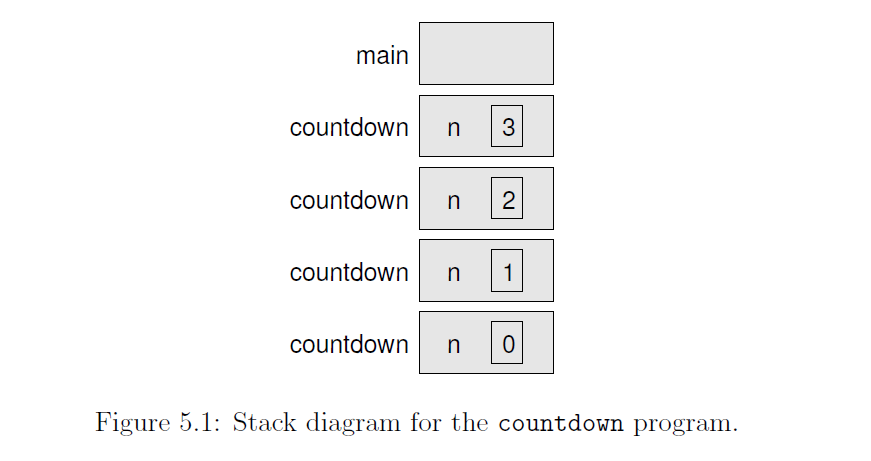 main
countdown n 3
countdown n 2
countdown n 1
countdown n 0
Figure 5.1: Stack diagram for the countdown program.